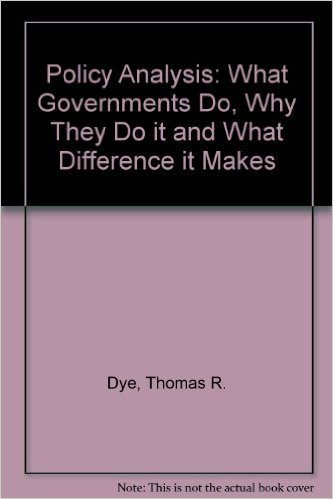 Policy Analysis: What
Governments Do, Why
They Do it and What
Difference it Makes
Dye, Thomas R.
Note: This is not the actual book cover